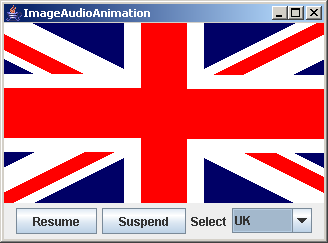 ImageAudioAnimation
Resume Suspend Select UK